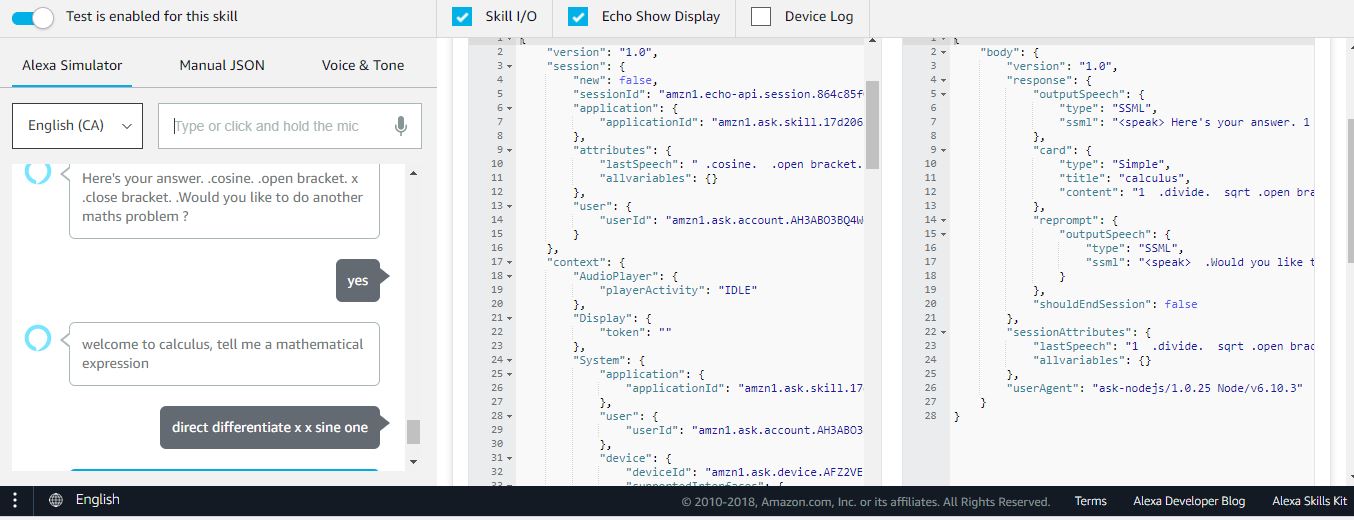 Test is enabled for this skill
Skill I/O
Echo Show Display
Device Log
Alexa Simulator
Manual JSON
Voice & Tone
English (CA)
Type or click and hold the mic
Here's your answer. .cosine. .open bracket. x
.close bracket. .Would you like to do another
maths problem ?
yes
welcome to calculus, tell me a mathematical
expression
direct differentiate x x sine one
1 {
2 "version": "1.0",
3 "session": {
4 "new": false,
5 "sessionId": "amzn1.echo-api.session.864c85f
6 "application": {
7 "applicationId": "amzn1.ask.skill.17d206
8 },
9 "attributes": {
10 "lastSpeech": " .cosine.  .open bracket.
11 "allvariables": {}
12 },
13 "user": {
14 "userId": "amzn1.ask.account.AH3ABO3BQ4W
15 }
16 },
17 "context": {
18 "AudioPlayer": {
19 "playerActivity": "IDLE"
20 },
21 "Display": {
22 "token": ""
23 },
24 "System": {
25 "application": {
26 "applicationId": "amzn1.ask.skill.17
27 },
28 "user": {
29 "userId": "amzn1.ask.account.AH3ABO3
30 },
31 "device": {
32 "deviceId": "amzn1.ask.device.AFZ2VE
33 "supportedInterfaces": {
1 {
2 "body": {
3 "version": "1.0",
4 "response": {
5 "outputSpeech": {
6 "type": "SSML",
7 "ssml": "<speak> Here's your answer. 1
8 },
9 "card": {
10 "type": "Simple",
11 "title": "calculus",
12 "content": "1  .divide.  sqrt .open bra
13 },
14 "reprompt": {
15 "outputSpeech": {
16 "type": "SSML",
17 "ssml": "<speak>  .Would you like t
18 }
19 },
20 "shouldEndSession": false
21 },
22 "sessionAttributes": {
23 "lastSpeech": "1  .divide.  sqrt .open brac
24 "allvariables": {}
25 },
26 "userAgent": "ask-nodejs/1.0.25 Node/v6.10.3"
27 }
28 }
English
© 2010-2018, Amazon.com, Inc. or its affiliates. All Rights Reserved.
Terms
Alexa Developer Blog
Alexa Skills Kit